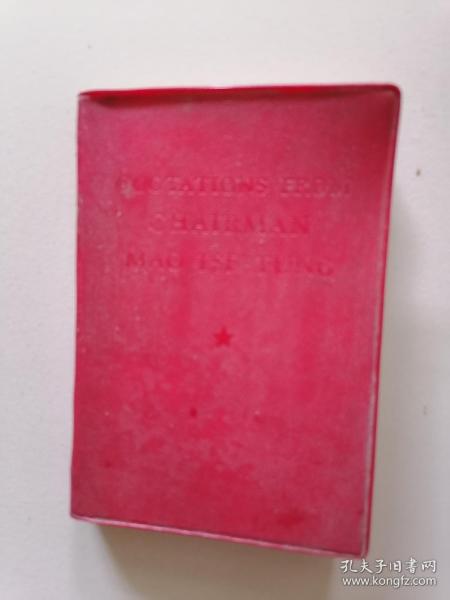 QUOTATIONS FROM
CHAIRMAN
MAO TSE-TUNG
孔夫子旧书网
www.kongfz.com